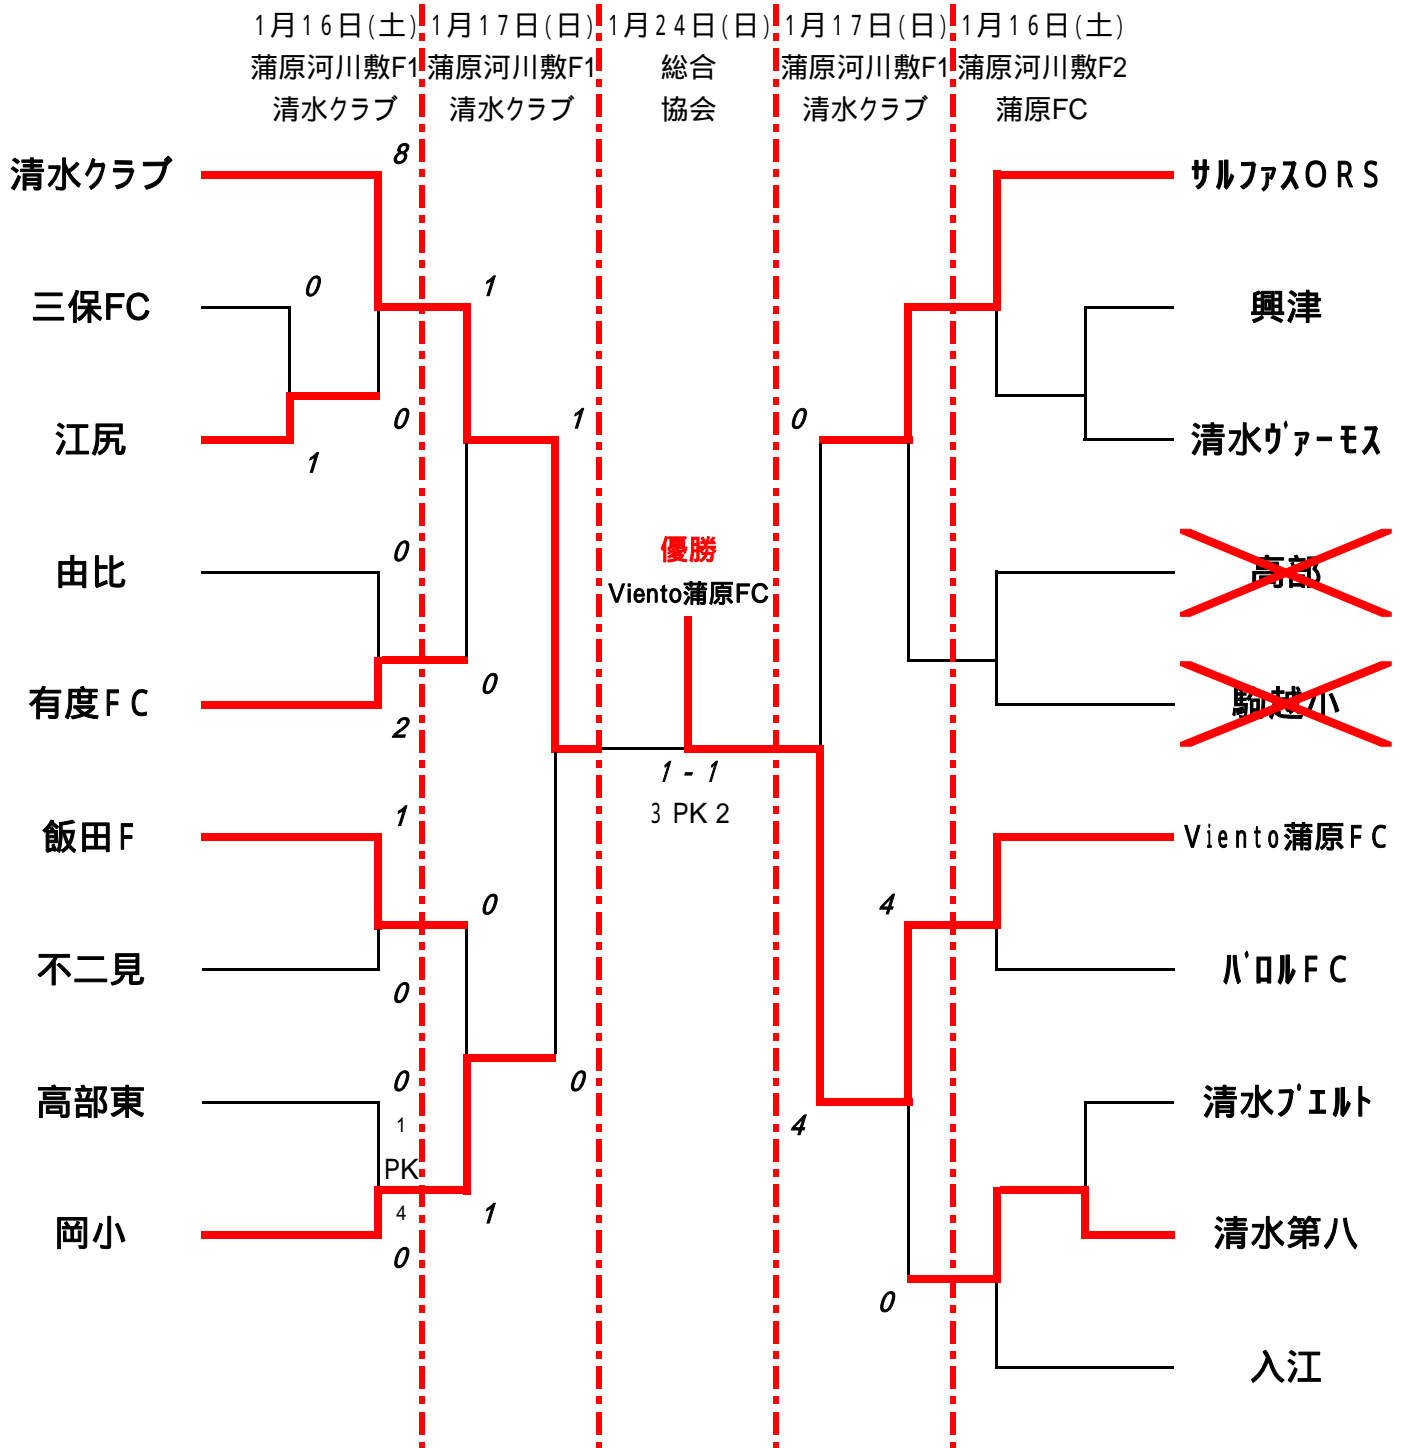 1月16日(土) 1月17日(日) 1月24日(日) 1月17日(日) 1月16日(土)
蒲原河川敷F1 蒲原河川敷F1 総合 蒲原河川敷F1 蒲原河川敷F2
清水クラブ 清水クラブ 協会 清水クラブ 蒲原FC
8
清水クラブ サルファスORS
0 1
三保FC 興津
0 1 0
江尻 清水ヴァーモス
1
0 優勝
由比 高部
Viento蒲原FC
0
有度FC 駒越小
2
1 - 1
1 3 PK 2
飯田F Viento蒲原FC
0 4
不二見 パロルFC
0
0 0
高部東 清水プエルト
1 4
PK
4 1
岡小 清水第八
0
0
入江